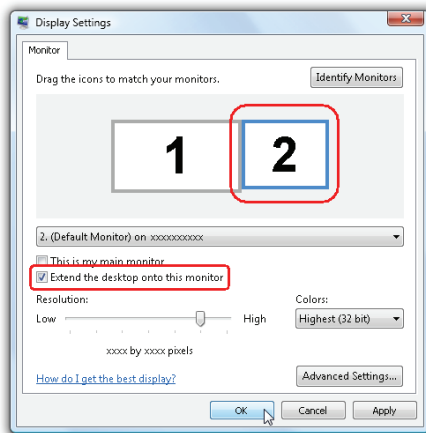 Display Settings
Monitor
Drag the icons to match your monitors.
Identify Monitors
1
2
2. (Default Monitor) on xxxxxxxxxx
This is my main monitor
Extend the desktop onto this monitor
Resolution:
Colors:
Low
High
Highest (32 bit)
xxxx by xxxx pixels
How do I get the best display?
Advanced Settings...
OK
Cancel
Apply